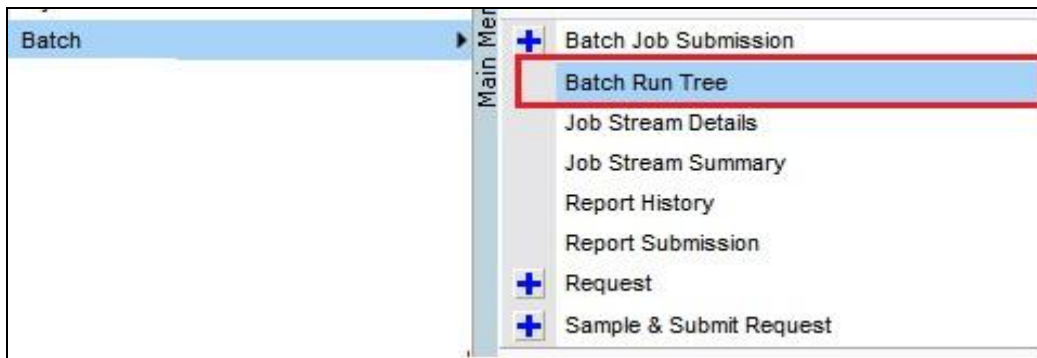 Batch
Main Mer
Batch Job Submission
Batch Run Tree
Job Stream Details
Job Stream Summary
Report History
Report Submission
Request
Sample & Submit Request